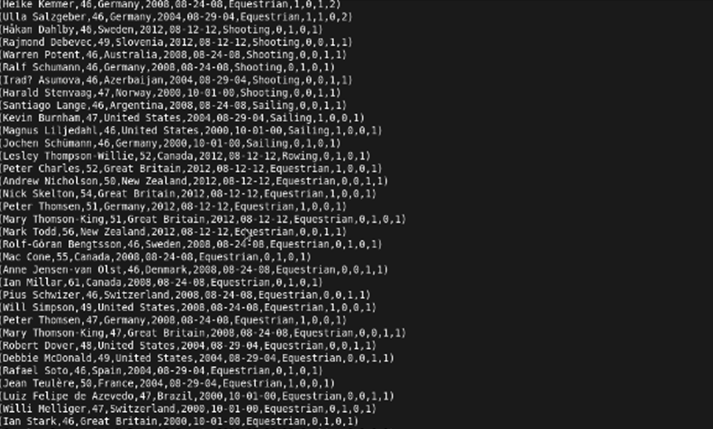 (Heike Kemmer,46,Germany,2008,08-24-08,Equestrian,1,0,1,2)
(Ulla Salzgeber,46,Germany,2004,08-29-04,Equestrian,1,1,0,2)
(Håkan Dahlby,46,Sweden,2012,08-12-12,Shooting,0,1,0,1)
(Rajmond Debevec,49,Slovenia,2012,08-12-12,Shooting,0,0,1,1)
(Warren Potent,46,Australia,2008,08-24-08,Shooting,0,0,1,1)
(Ralf Schumann,46,Germany,2008,08-24-08,Shooting,0,1,0,1)
(Irad? Asumova,46,Azerbaijan,2004,08-29-04,Shooting,0,0,1,1)
(Harald Stenvaag,47,Norway,2000,10-01-00,Shooting,0,0,1,1)
(Santiago Lange,46,Argentina,2008,08-24-08,Sailing,0,0,1,1)
(Kevin Burnham,47,United States,2004,08-29-04,Sailing,1,0,0,1)
(Magnus Liljedahl,46,United States,2000,10-01-00,Sailing,1,0,0,1)
(Jochen Schümann,46,Germany,2000,10-01-00,Sailing,0,1,0,1)
(Lesley Thompson-Willie,52,Canada,2012,08-12-12,Rowing,0,1,0,1)
(Peter Charles,52,Great Britain,2012,08-12-12,Equestrian,1,0,0,1)
(Andrew Nicholson,50,New Zealand,2012,08-12-12,Equestrian,0,0,1,1)
(Nick Skelton,54,Great Britain,2012,08-12-12,Equestrian,1,0,0,1)
(Peter Thomsen,51,Germany,2012,08-12-12,Equestrian,1,0,0,1)
(Mary Thomson-King,51,Great Britain,2012,08-12-12,Equestrian,0,1,0,1)
(Mark Todd,56,New Zealand,2012,08-12-12,Equestrian,0,0,1,1)
(Rolf-Göran Bengtsson,46,Sweden,2008,08-24-08,Equestrian,0,1,0,1)
(Mac Cone,55,Canada,2008,08-24-08,Equestrian,0,1,0,1)
(Anne Jensen-van Olst,46,Denmark,2008,08-24-08,Equestrian,0,0,1,1)
(Ian Millar,61,Canada,2008,08-24-08,Equestrian,0,1,0,1)
(Pius Schwizer,46,Switzerland,2008,08-24-08,Equestrian,0,0,1,1)
(Will Simpson,49,United States,2008,08-24-08,Equestrian,1,0,0,1)
(Peter Thomsen,47,Germany,2008,08-24-08,Equestrian,1,0,0,1)
(Mary Thomson-King,47,Great Britain,2008,08-24-08,Equestrian,0,0,1,1)
(Robert Dover,48,United States,2004,08-29-04,Equestrian,0,0,1,1)
(Debbie McDonald,49,United States,2004,08-29-04,Equestrian,0,0,1,1)
(Rafael Soto,46,Spain,2004,08-29-04,Equestrian,0,1,0,1)
(Jean Teulère,50,France,2004,08-29-04,Equestrian,1,0,0,1)
(Luiz Felipe de Azevedo,47,Brazil,2000,10-01-00,Equestrian,0,0,1,1)
(Willi Melliger,47,Switzerland,2000,10-01-00,Equestrian,0,1,0,1)
(Ian Stark,46,Great Britain,2000,10-01-00,Equestrian,0,1,0,1)